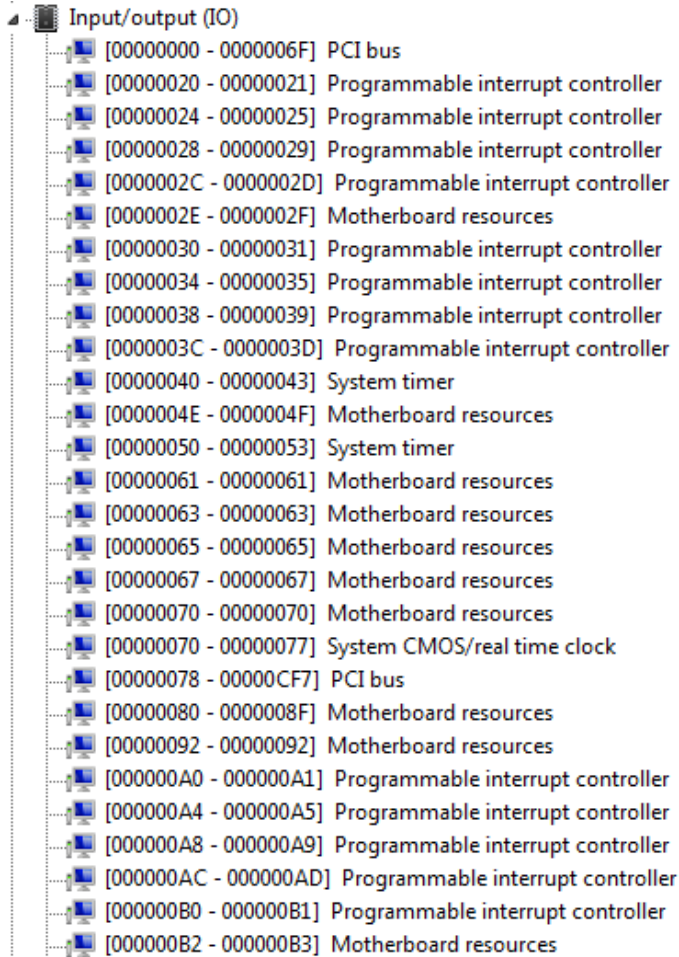 Input/output (IO)
[00000000 - 0000006F] PCI bus
[00000020 - 00000021] Programmable interrupt controller
[00000024 - 00000025] Programmable interrupt controller
[00000028 - 00000029] Programmable interrupt controller
[0000002C - 0000002D] Programmable interrupt controller
[0000002E - 0000002F] Motherboard resources
[00000030 - 00000031] Programmable interrupt controller
[00000034 - 00000035] Programmable interrupt controller
[00000038 - 00000039] Programmable interrupt controller
[0000003C - 0000003D] Programmable interrupt controller
[00000040 - 00000043] System timer
[0000004E - 0000004F] Motherboard resources
[00000050 - 00000053] System timer
[00000061 - 00000061] Motherboard resources
[00000063 - 00000063] Motherboard resources
[00000065 - 00000065] Motherboard resources
[00000067 - 00000067] Motherboard resources
[00000070 - 00000070] Motherboard resources
[00000070 - 00000077] System CMOS/real time clock
[00000078 - 00000CF7] PCI bus
[00000080 - 0000008F] Motherboard resources
[00000092 - 00000092] Motherboard resources
[000000A0 - 000000A1] Programmable interrupt controller
[000000A4 - 000000A5] Programmable interrupt controller
[000000A8 - 000000A9] Programmable interrupt controller
[000000AC - 000000AD] Programmable interrupt controller
[000000B0 - 000000B1] Programmable interrupt controller
[000000B2 - 000000B3] Motherboard resources